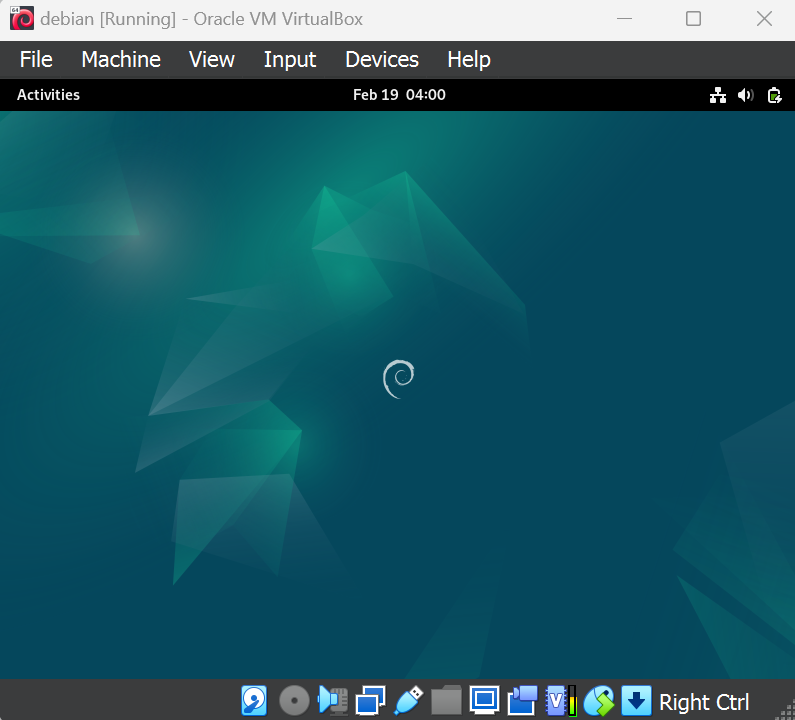 debian [Running] - Oracle VM VirtualBox
File Machine View Input Devices Help
Activities Feb 19 04:00
V
Right Ctrl